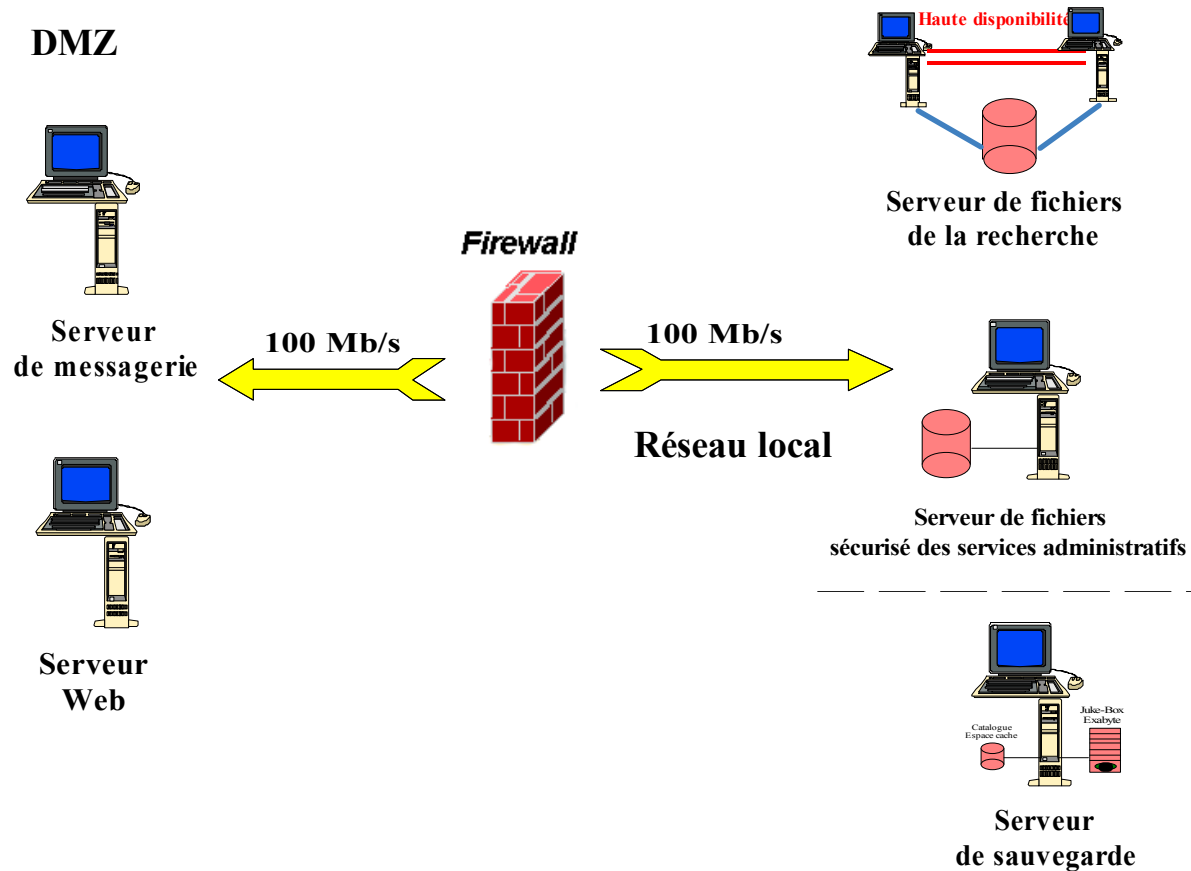 DMZ
Haute disponibilité
Serveur de fichiers
de la recherche
Serveur
de messagerie
100 Mb/s
Firewall
100 Mb/s
Réseau local
Serveur de fichiers
sécurisé des services administratifs
Serveur
Web
Catalogue
Espace cache
Juke-Box
Exabyte
Serveur
de sauvegarde